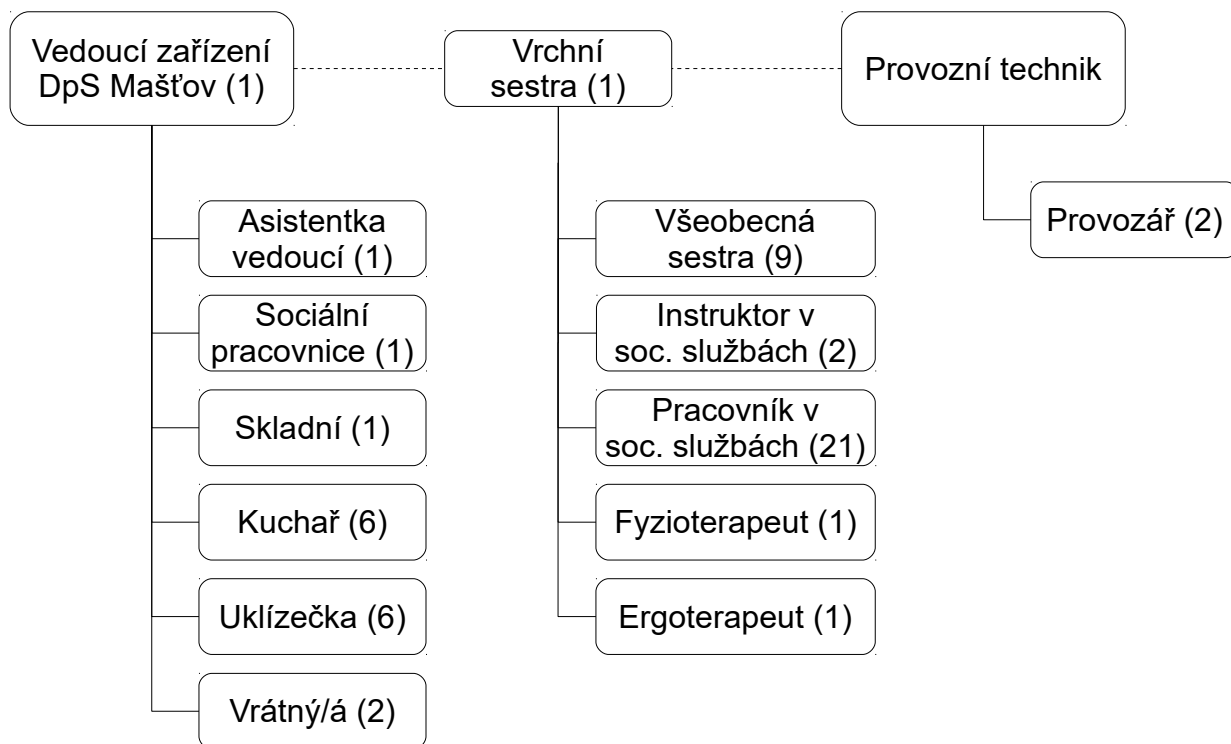 Vedoucí zařízení
DpS Mašťov (1)
Asistentka
vedoucí (1)
Sociální
pracovnice (1)
Skladní (1)
Kuchař (6)
Uklízečka (6)
Vrátný/á (2)
Vrchní
sestra (1)
Všeobecná
sestra (9)
Instruktor v
soc. službách (2)
Pracovník v
soc. službách (21)
Fyzioterapeut (1)
Ergoterapeut (1)
Provozní technik
Provozář (2)